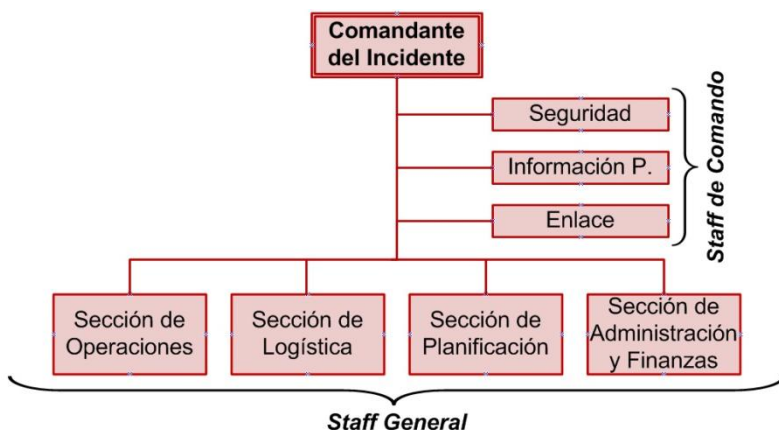 Comandante
del Incidente
Seguridad
Información P.
Enlace
Staff de Comando
Sección de
Operaciones
Sección de
Logística
Sección de
Planificación
Sección de
Administración
y Finanzas
Staff General